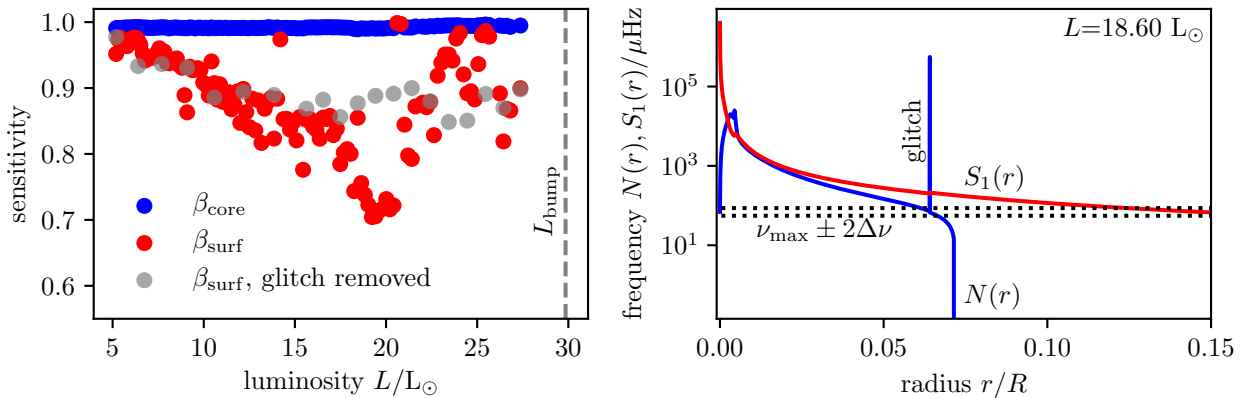 sensitivity
1.0
0.9
0.8
0.7
0.6
β_core
β_surf
β_surf, glitch removed
L_bump
5
10
15
20
25
30
luminosity L/L_⊙
frequency N(r), S_1(r)/μHz
10^5
10^3
10^1
L=18.60 L_⊙
glitch
S_1(r)
ν_max ± 2Δν
N(r)
0.00
0.05
0.10
0.15
radius r/R